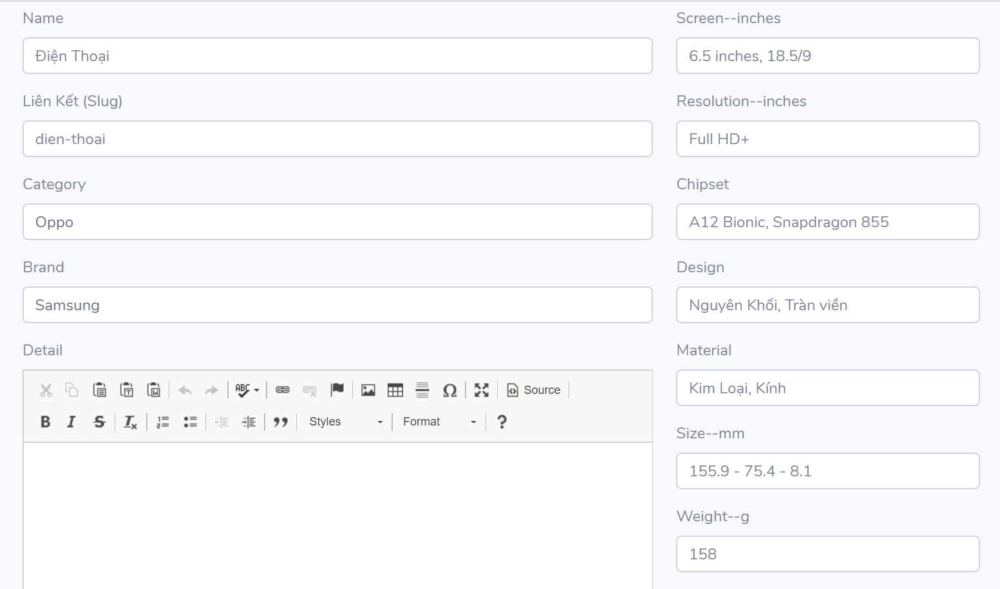 Name
Điện Thoại
Liên Kết (Slug)
dien-thoai
Category
Oppo
Brand
Samsung
Detail
ABC
Source
B I S Tx
Styles
Format
?
Screen--inches
6.5 inches, 18.5/9
Resolution--inches
Full HD+
Chipset
A12 Bionic, Snapdragon 855
Design
Nguyên Khối, Tràn viền
Material
Kim Loại, Kính
Size--mm
155.9 - 75.4 - 8.1
Weight--g
158